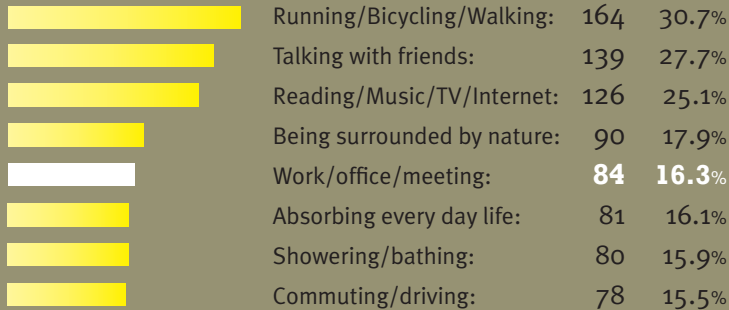 Running/Bicycling/Walking: 164 30.7%
Talking with friends: 139 27.7%
Reading/Music/TV/Internet: 126 25.1%
Being surrounded by nature: 90 17.9%
Work/office/meeting: 84 16.3%
Absorbing every day life: 81 16.1%
Showering/bathing: 80 15.9%
Commuting/driving: 78 15.5%